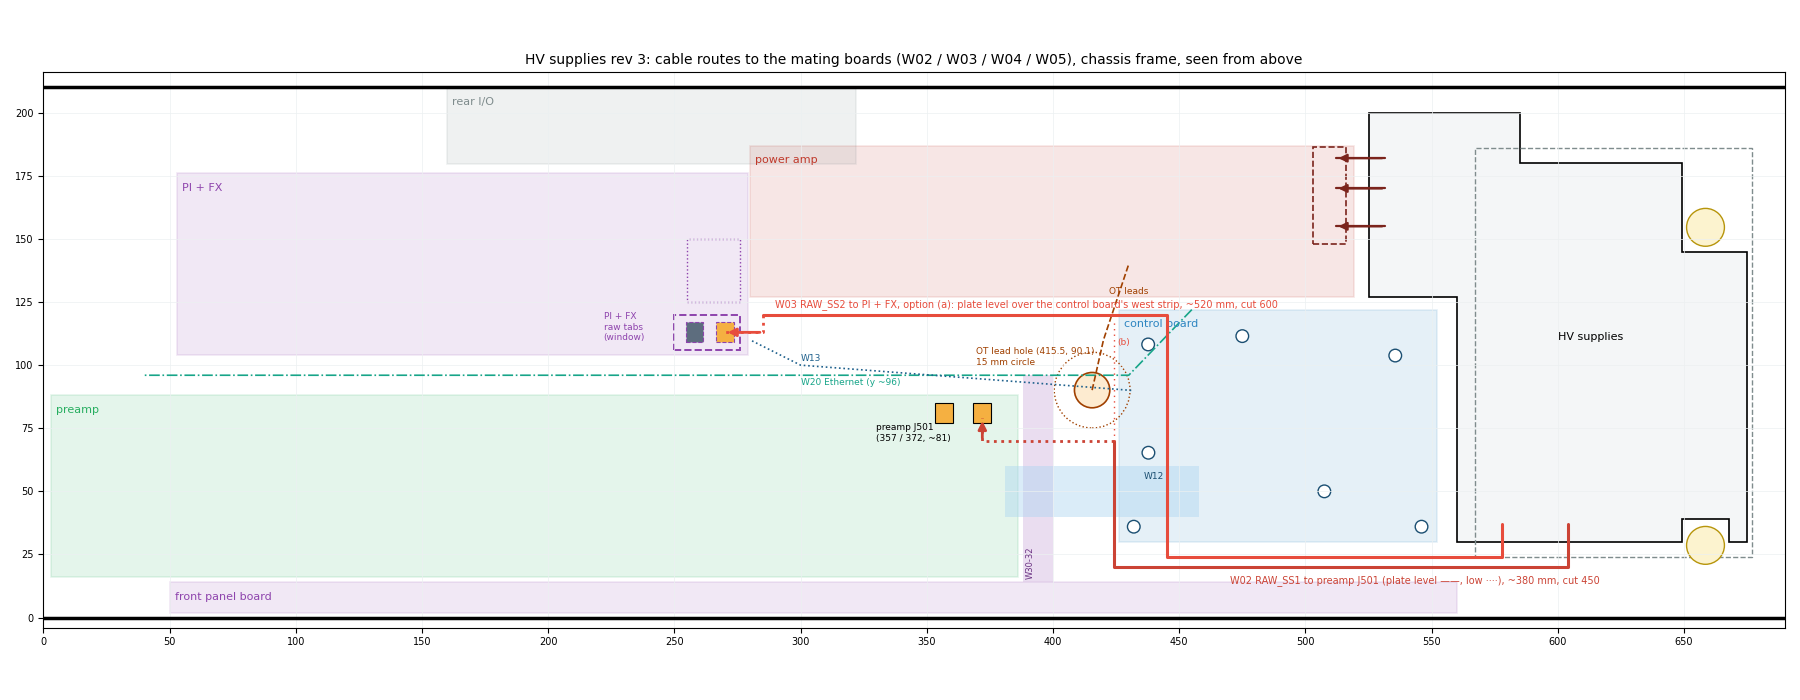 HV supplies rev 3: cable routes to the mating boards (W02 / W03 / W04 / W05), chassis frame, seen from above
rear I/O
power amp
PI + FX
OT leads
W03 RAW_SS2 to PI + FX, option (a): plate level over the control board's west strip, ~520 mm, cut 600
PI + FX
raw tabs
(window)
control board
(b)
HV supplies
OT lead hole (415.5, 90.1)
15 mm circle
W13
W20 Ethernet (y ~96)
preamp
preamp J501
(357 / 372, ~81)
W12
W30-32
W02 RAW_SS1 to preamp J501 (plate level ——, low ····), ~380 mm, cut 450
front panel board
200
175
150
125
100
75
50
25
0
0 50 100 150 200 250 300 350 400 450 500 550 600 650